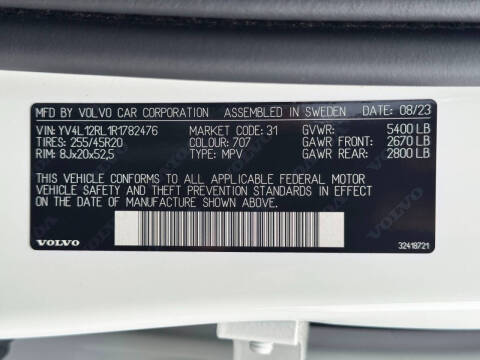 MFD BY VOLVO CAR CORPORATION ASSEMBLED IN SWEDEN DATE: 08/23
VIN: YV4L12RL1R1782476 MARKET CODE: 31 GVWR: 5400 LB
TIRES: 255/45R20 COLOUR: 707 GAWR FRONT: 2670 LB
RIM: 8Jx20x52,5 TYPE: MPV GAWR REAR: 2800 LB
THIS VEHICLE CONFORMS TO ALL APPLICABLE FEDERAL MOTOR
VEHICLE SAFETY AND THEFT PREVENTION STANDARDS IN EFFECT
ON THE DATE OF MANUFACTURE SHOWN ABOVE.
VOLVO 32418721